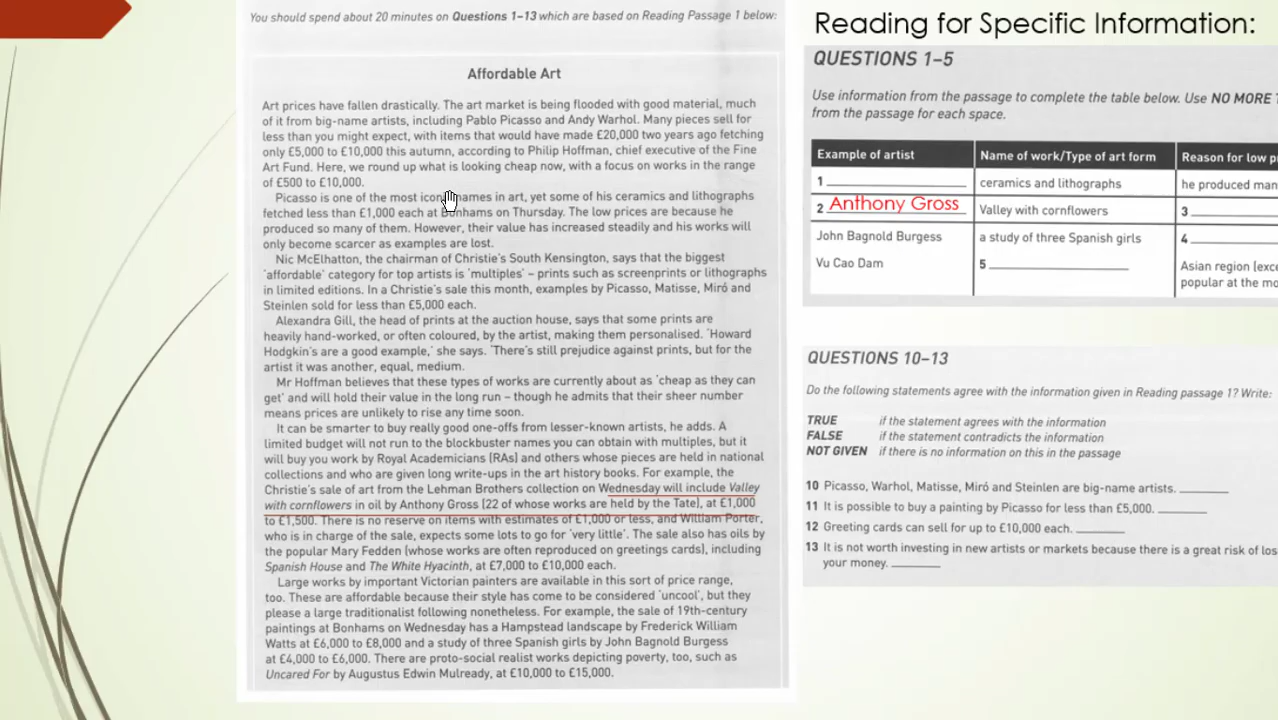 You should spend about 20 minutes on Questions 1–13 which are based on Reading Passage 1 below:
Affordable Art
Art prices have fallen drastically. The art market is being flooded with good material, much
of it from big-name artists, including Pablo Picasso and Andy Warhol. Many pieces sell for
less than you might expect, with items that would have made £20,000 two years ago fetching
only £5,000 to £10,000 this autumn, according to Philip Hoffman, chief executive of the Fine
Art Fund. Here, we round up what is looking cheap now, with a focus on works in the range
of £500 to £10,000.
Picasso is one of the most iconic names in art, yet some of his ceramics and lithographs
fetched less than £1,000 each at Bonhams on Thursday. The low prices are because he
produced so many of them. However, their value has increased steadily and his works will
only become scarcer as examples are lost.
Nic McElhatton, the chairman of Christie's South Kensington, says that the biggest
'affordable' category for top artists is 'multiples' – prints such as screenprints or lithographs
in limited editions. In a Christie's sale this month, examples by Picasso, Matisse, Miró and
Steinlen sold for less than £5,000 each.
Alexandra Gill, the head of prints at the auction house, says that some prints are
heavily hand-worked, or often coloured, by the artist, making them personalised. 'Howard
Hodgkin's are a good example,' she says. 'There's still prejudice against prints, but for the
artist it was another, equal, medium.
Mr Hoffman believes that these types of works are currently about as 'cheap as they can
get' and will hold their value in the long run – though he admits that their sheer number
means prices are unlikely to rise any time soon.
It can be smarter to buy really good one-offs from lesser-known artists, he adds. A
limited budget will not run to the blockbuster names you can obtain with multiples, but it
will buy you work by Royal Academicians (RAs) and others whose pieces are held in national
collections and who are given long write-ups in the art history books. For example, the
Christie's sale of art from the Lehman Brothers collection on Wednesday will include Valley
with cornflowers in oil by Anthony Gross (22 of whose works are held by the Tate), at £1,000
to £1,500. There is no reserve on items with estimates of £1,000 or less, and William Porter,
who is in charge of the sale, expects some lots to go for 'very little'. The sale also has oils by
the popular Mary Fedden (whose works are often reproduced on greetings cards), including
Spanish House and The White Hyacinth, at £7,000 to £10,000 each.
Large works by important Victorian painters are available in this sort of price range,
too. These are affordable because their style has come to be considered 'uncool', but they
please a large traditionalist following nonetheless. For example, the sale of 19th-century
paintings at Bonhams on Wednesday has a Hampstead landscape by Frederick William
Watts at £6,000 to £8,000 and a study of three Spanish girls by John Bagnold Burgess
at £4,000 to £6,000. There are proto-social realist works depicting poverty, too, such as
Uncared For by Augustus Edwin Mulready, at £10,000 to £15,000.
Reading for Specific Information:
QUESTIONS 1–5
Use information from the passage to complete the table below. Use NO MORE
from the passage for each space.
Example of artist Name of work/Type of art form Reason for low
1 ceramics and lithographs he produced
2 Anthony Gross Valley with cornflowers 3
John Bagnold Burgess a study of three Spanish girls 4
Vu Cao Dam 5 Asian region
popular at the
QUESTIONS 10–13
Do the following statements agree with the information given in Reading passage 1? Write:
TRUE if the statement agrees with the information
FALSE if the statement contradicts the information
NOT GIVEN if there is no information on this in the passage
10 Picasso, Warhol, Matisse, Miró and Steinlen are big-name artists.
11 It is possible to buy a painting by Picasso for less than £5,000.
12 Greeting cards can sell for up to £10,000 each.
13 It is not worth investing in new artists or markets because there is a great risk of
your money.